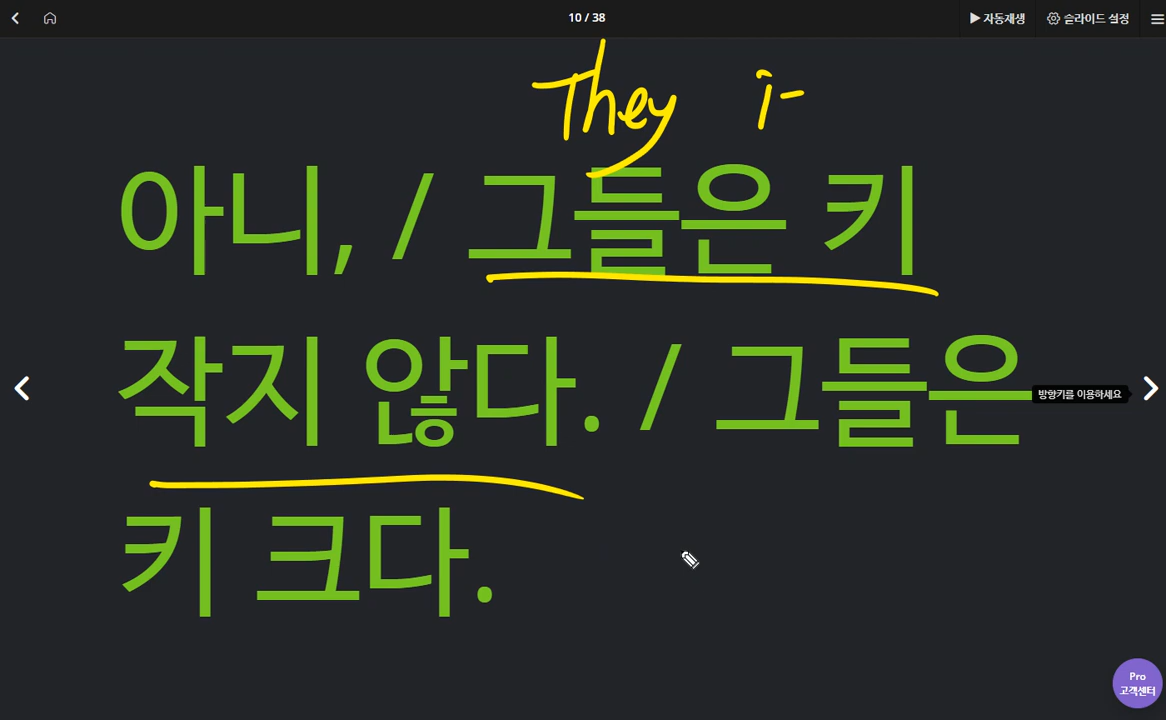 10 / 38
▶ 자동재생
슬라이드 설정
They i-
아니, / 그들은 키
작지 않다. / 그들은
방향키를 이용하세요
키 크다.
Pro
고객센터